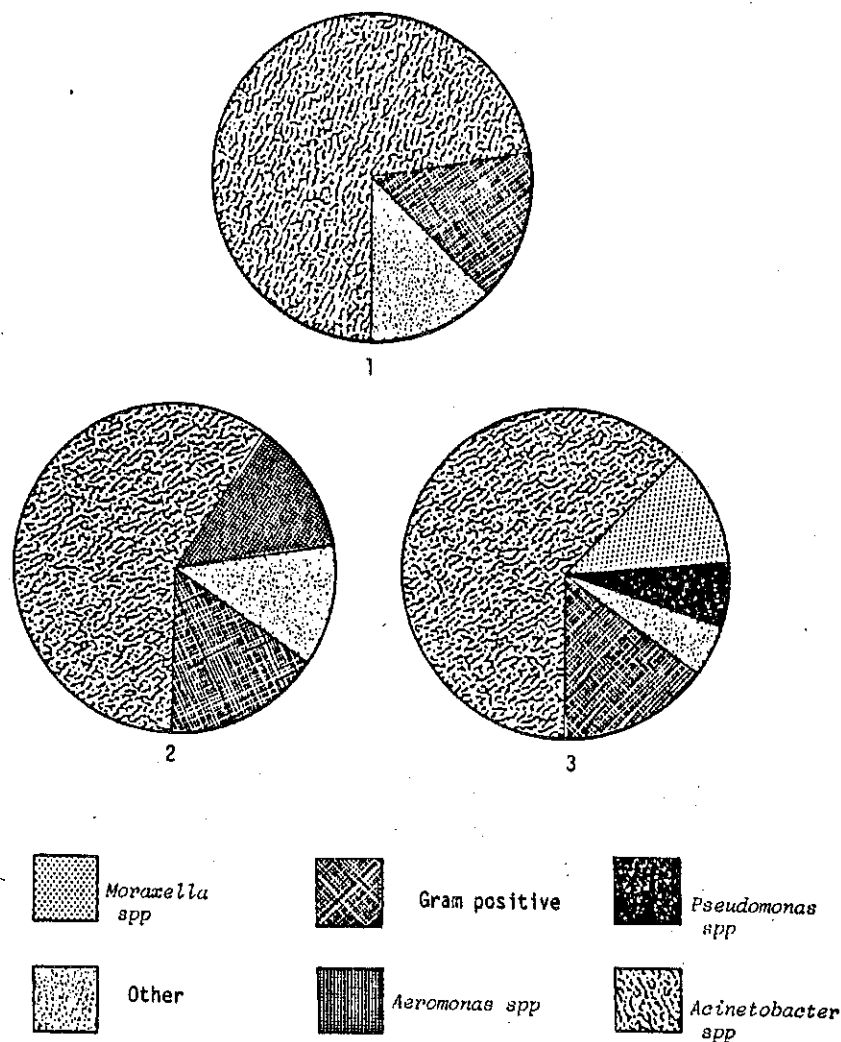 1
2
3
Moraxella
spp
Gram positive
Pseudomonas
spp
Other
Aeromonas spp
Acinetobacter
spp